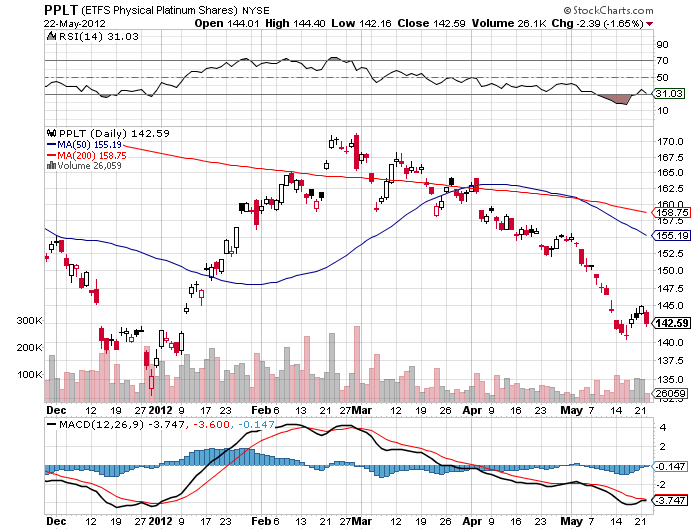 PPLT (ETFS Physical Platinum Shares) NYSE © StockCharts.com
22-May-2012 Open 144.01 High 144.40 Low 142.16 Close 142.59 Volume 26.1K Chg -2.39 (-1.65%)
RSI(14) 31.03
90
70
50
31.03
10
PPLT (Daily) 142.59
MA(50) 155.19
MA(200) 158.75
Volume 26,059
170.0
167.5
165.0
162.5
160.0
158.75
155.19
152.5
150.0
147.5
145.0
300K 142.59
140.0
200K 137.5
100K 135.0
26059
132.5
Dec 12 19 27 2012 9 17 23 Feb 6 13 21 27 Mar 12 19 26 Apr 9 16 23 May 7 14 21
MACD(12,26,9) -3.747, -3.600, -0.147
4
2
-0.147
-2
-3.747
Dec 12 19 27 2012 9 17 23 Feb 6 13 21 27 Mar 12 19 26 Apr 9 16 23 May 7 14 21